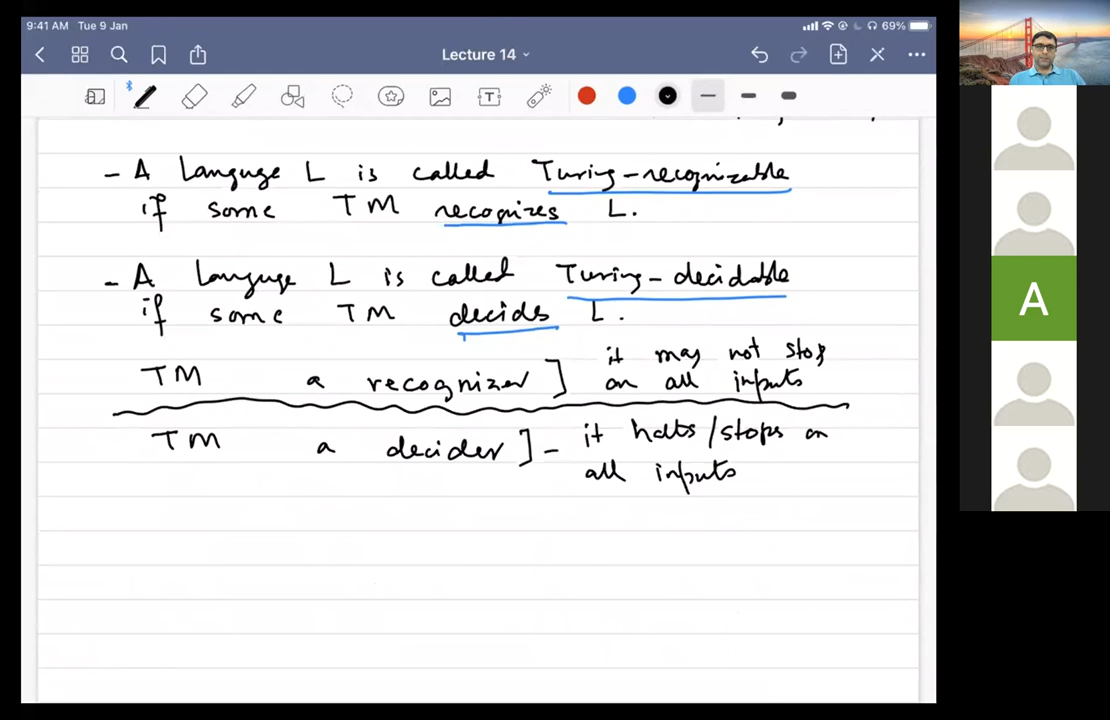 9:41 AM Tue 9 Jan
69%
Lecture 14
- A Languge L is called Turing-recognizable
if some TM recognizes L.
- A languge L is called Turing-decidable
if some TM decides L.
TM a recognizer ] it may not stop
on all inputs
TM a decider ] - it halts/stops on
all inputs
A